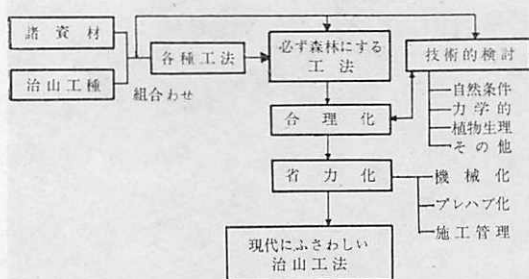 諸資材
治山工種
組合わせ
各種工法
必ず森林にする
工法
技術的検討
自然条件
力学的
植物生理
その他
合理化
省力化
機械化
プレハブ化
施工管理
現代にふさわしい
治山工法